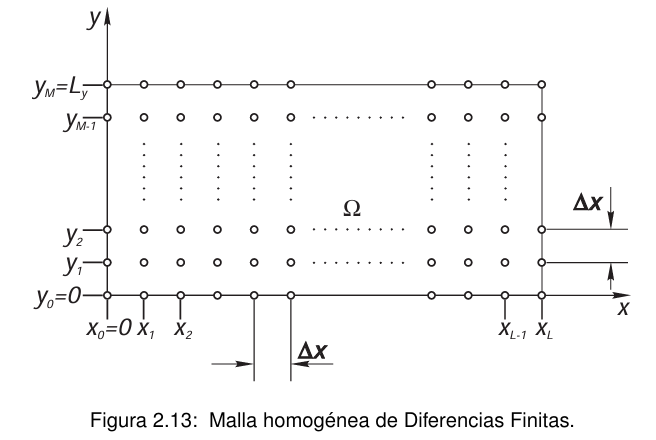 y
y_M=L_y
y_M-1
Ω
Δx
y_2
y_1
y_0=0
x
x_0=0 x_1 x_2 x_L-1 x_L
Δx
Figura 2.13: Malla homogénea de Diferencias Finitas.